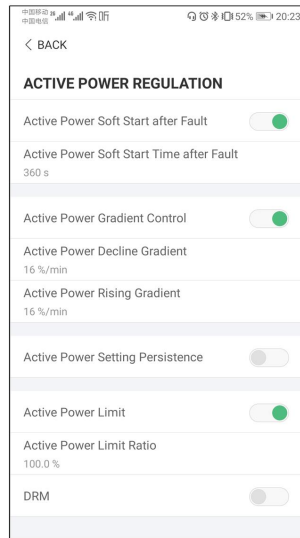 中国移动
中国电信
52% 20:23
< BACK
ACTIVE POWER REGULATION
Active Power Soft Start after Fault
Active Power Soft Start Time after Fault
360 s
Active Power Gradient Control
Active Power Decline Gradient
16 %/min
Active Power Rising Gradient
16 %/min
Active Power Setting Persistence
Active Power Limit
Active Power Limit Ratio
100.0 %
DRM